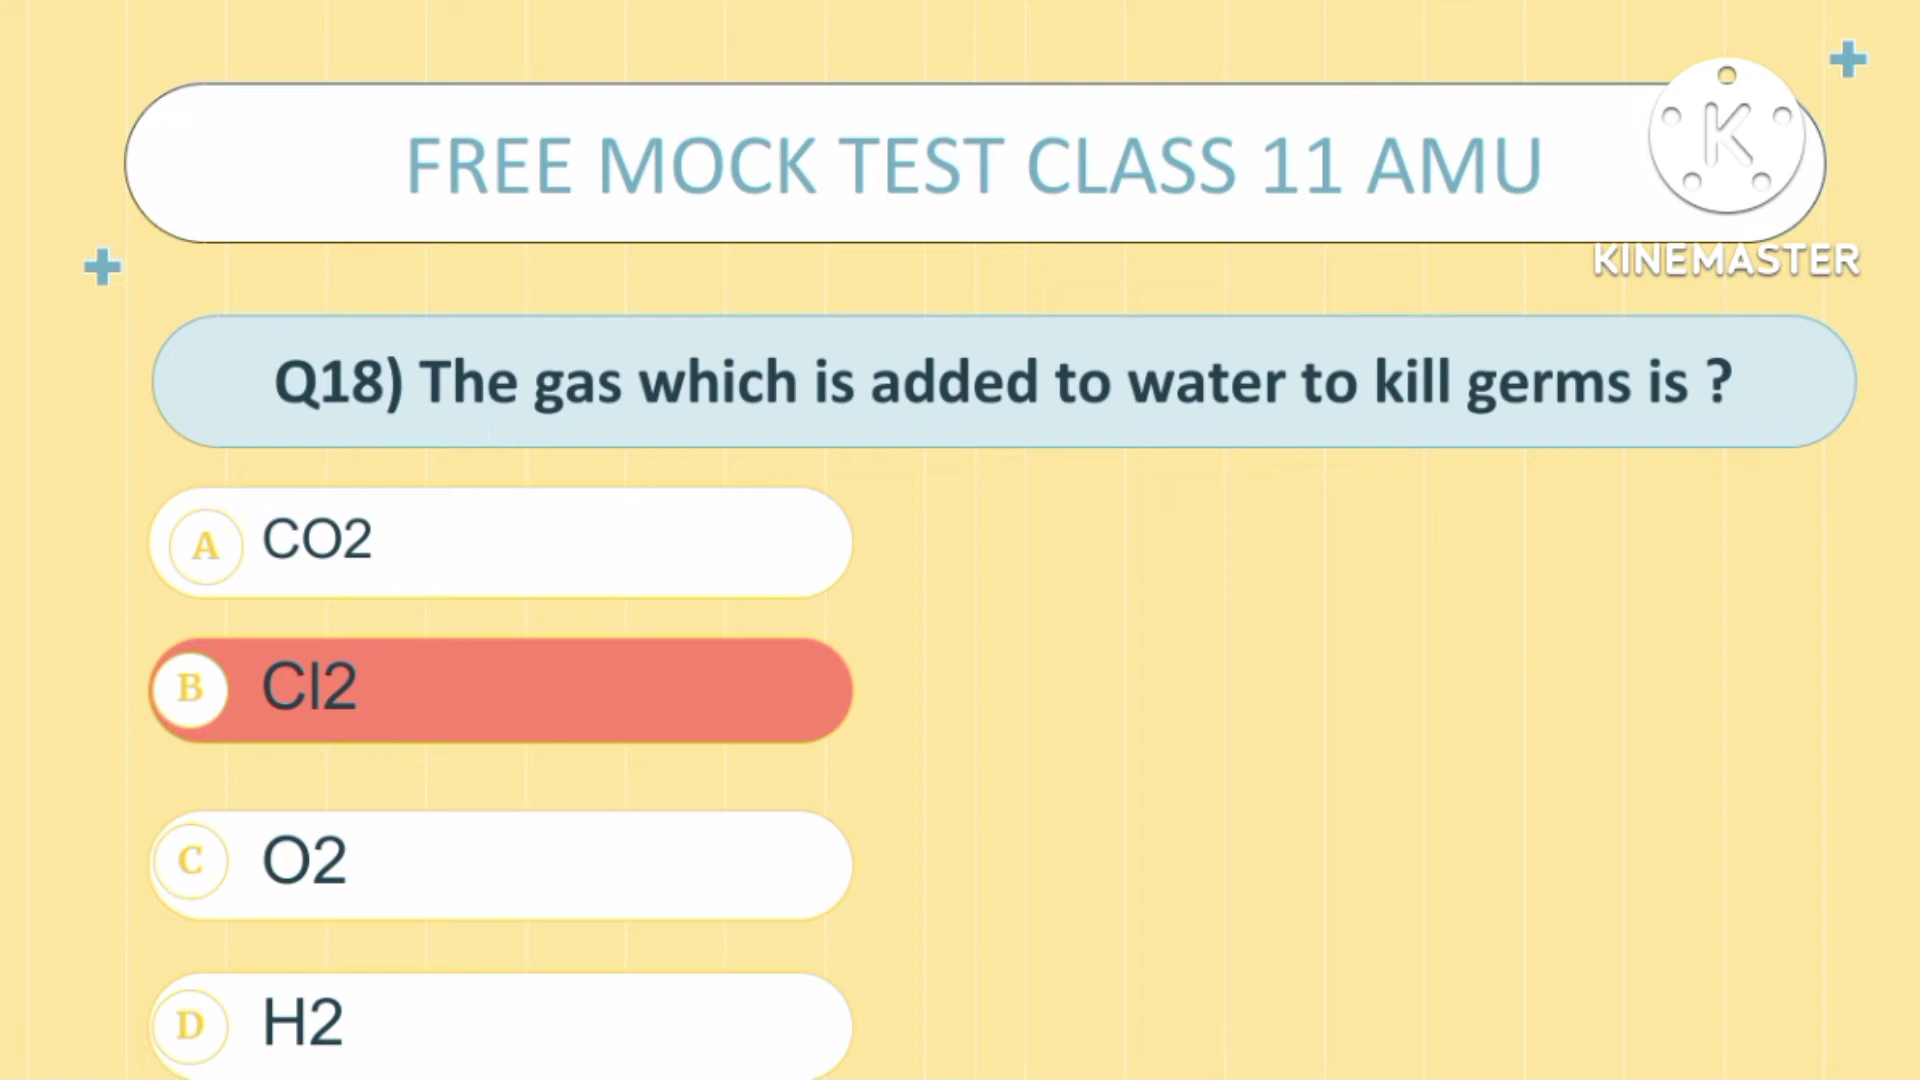 FREE MOCK TEST CLASS 11 AMU
K
KINEMASTER
Q18) The gas which is added to water to kill germs is ?
A CO2
B Cl2
C O2
D H2